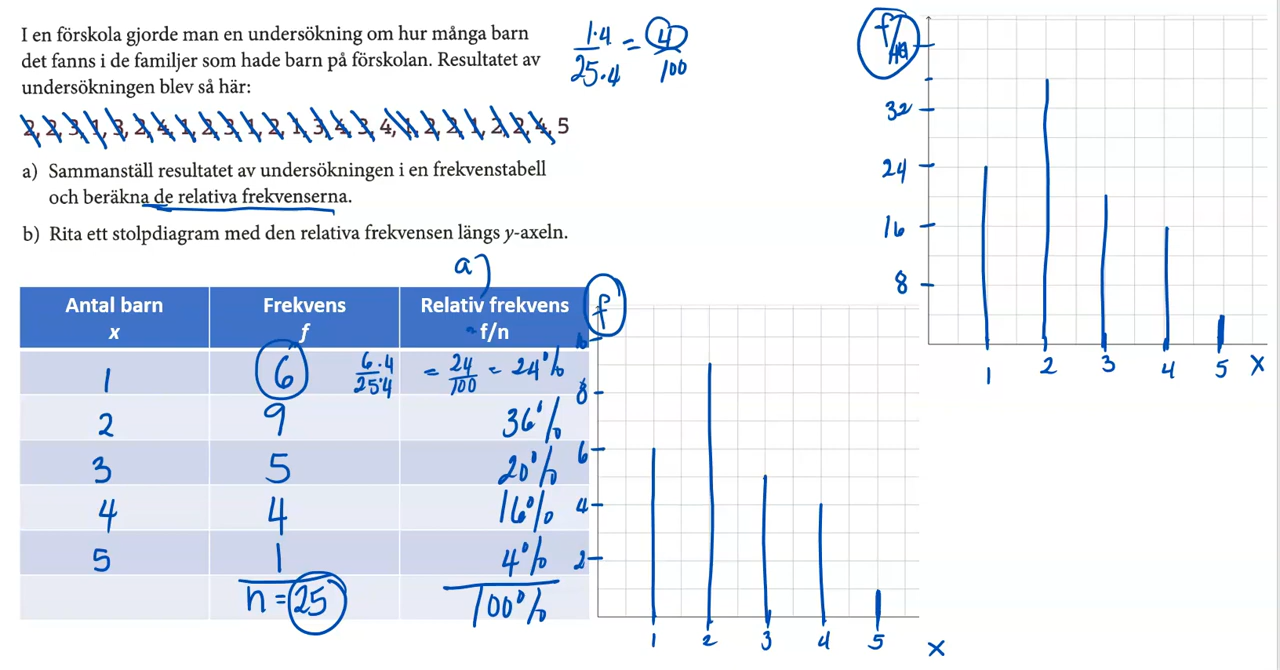 I en förskola gjorde man en undersökning om hur många barn
det fanns i de familjer som hade barn på förskolan. Resultatet av
undersökningen blev så här:
2, 2, 3, 1, 3, 2, 4, 1, 2, 3, 1, 2, 1, 3, 4, 3, 4, 1, 2, 2, 1, 2, 2, 4, 5
a) Sammanställ resultatet av undersökningen i en frekvenstabell
och beräkna de relativa frekvenserna.
b) Rita ett stolpdiagram med den relativa frekvensen längs y-axeln.
1·4
25·4
=
4
100
a)
Antal barn Frekvens Relativ frekvens
x f f/n
1 6 6·4/25·4 = 24/100 = 24%
2 9 36%
3 5 20%
4 4 16%
5 1 4%
n = 25 100%
f
8
6
4
2
1 2 3 4 5 x
32
24
16
8
1 2 3 4 5 x